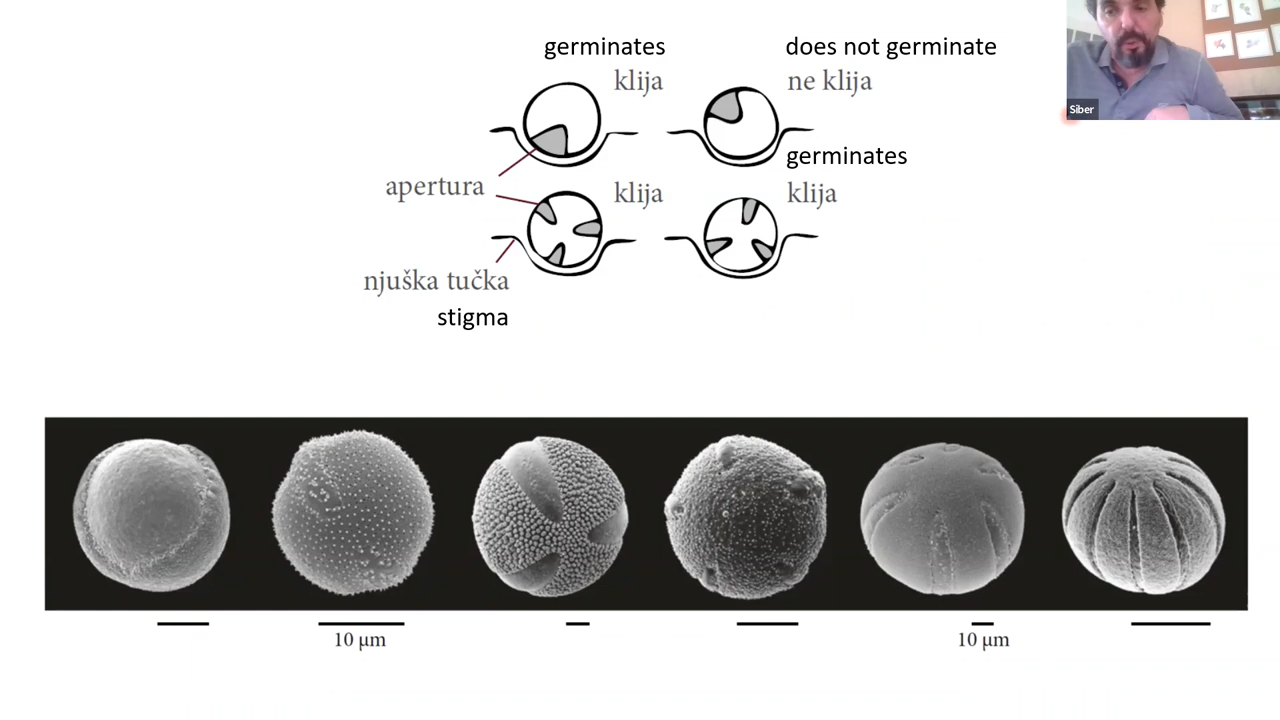 germinates
does not germinate
klija
ne klija
Siber
germinates
apertura
klija
klija
njuška tučka
stigma
10 µm
10 µm